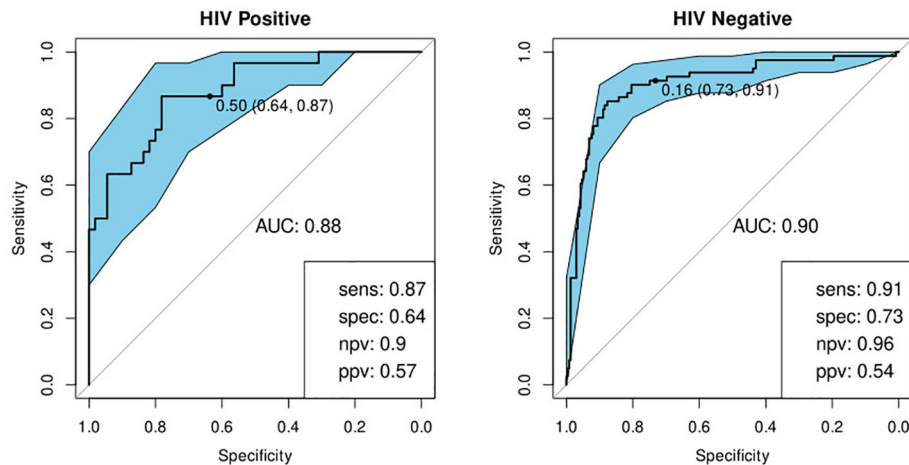 HIV Positive
1.0
0.8
0.6
0.4
0.2
0.0
Sensitivity
0.50 (0.64, 0.87)
AUC: 0.88
sens: 0.87
spec: 0.64
npv: 0.9
ppv: 0.57
1.0 0.8 0.6 0.4 0.2 0.0
Specificity
HIV Negative
1.0
0.8
0.6
0.4
0.2
0.0
Sensitivity
0.16 (0.73, 0.91)
AUC: 0.90
sens: 0.91
spec: 0.73
npv: 0.96
ppv: 0.54
1.0 0.8 0.6 0.4 0.2 0.0
Specificity